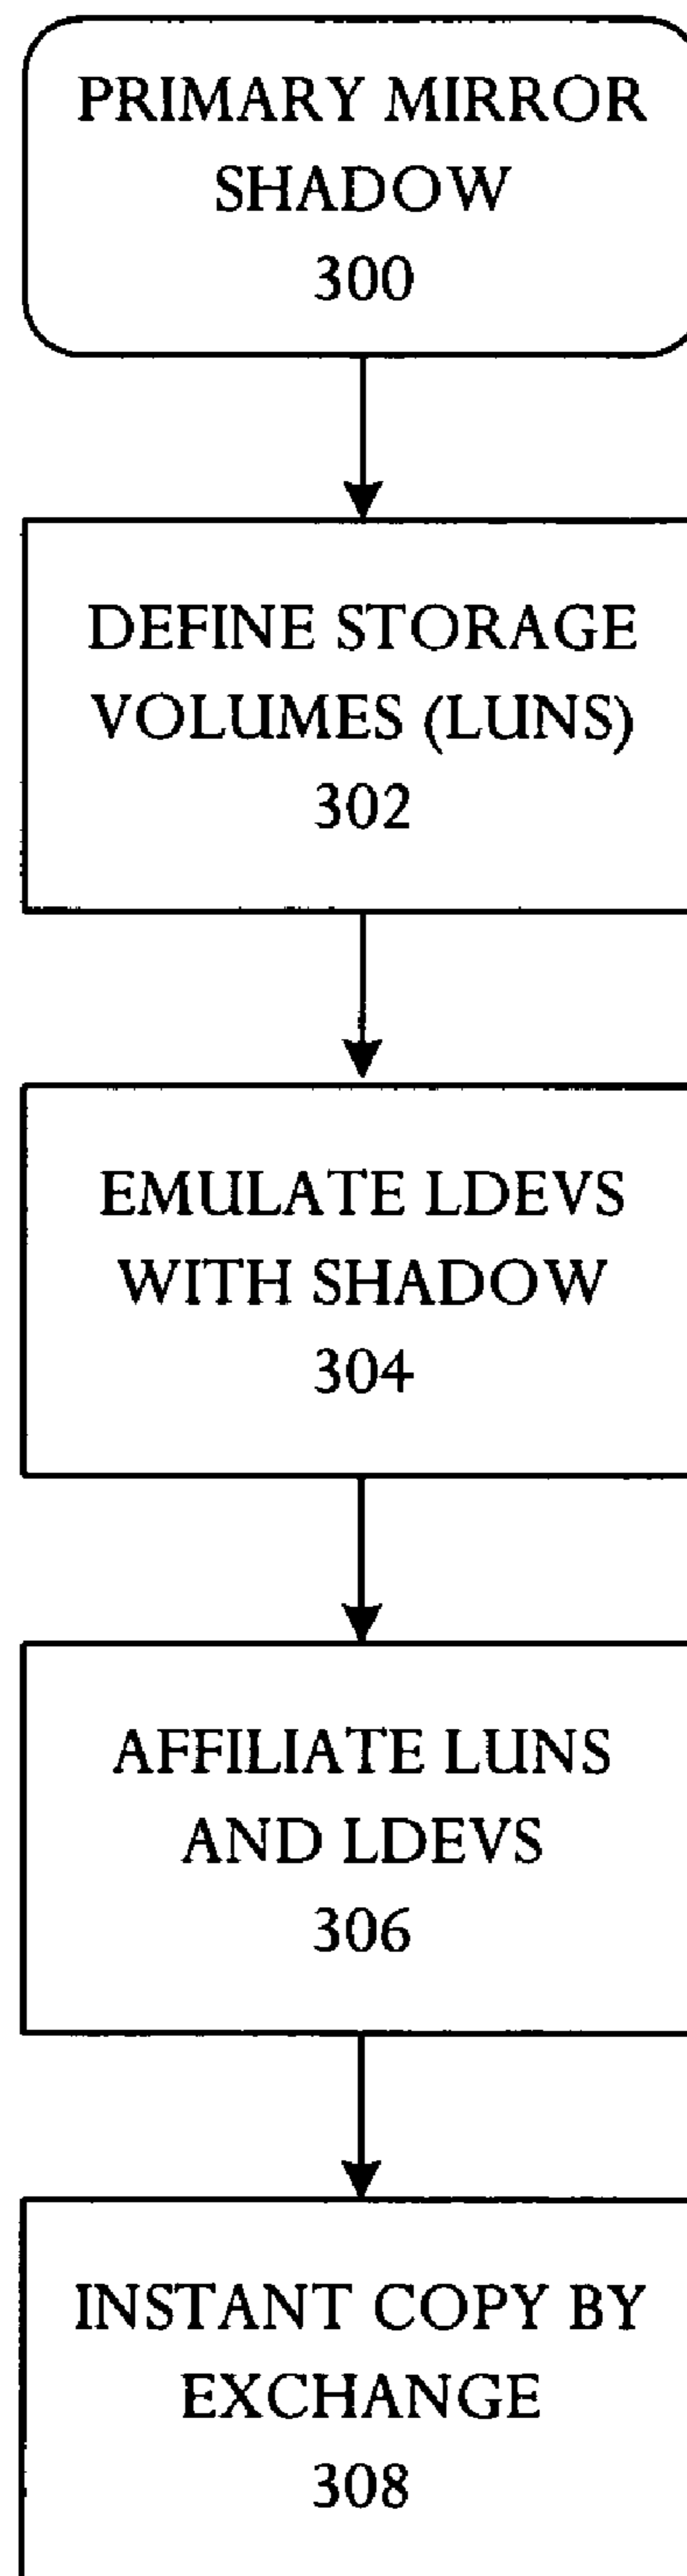 PRIMARY MIRROR
SHADOW
300
DEFINE STORAGE
VOLUMES (LUNS)
302
EMULATE LDEVS
WITH SHADOW
304
AFFILIATE LUNS
AND LDEVS
306
INSTANT COPY BY
EXCHANGE
308